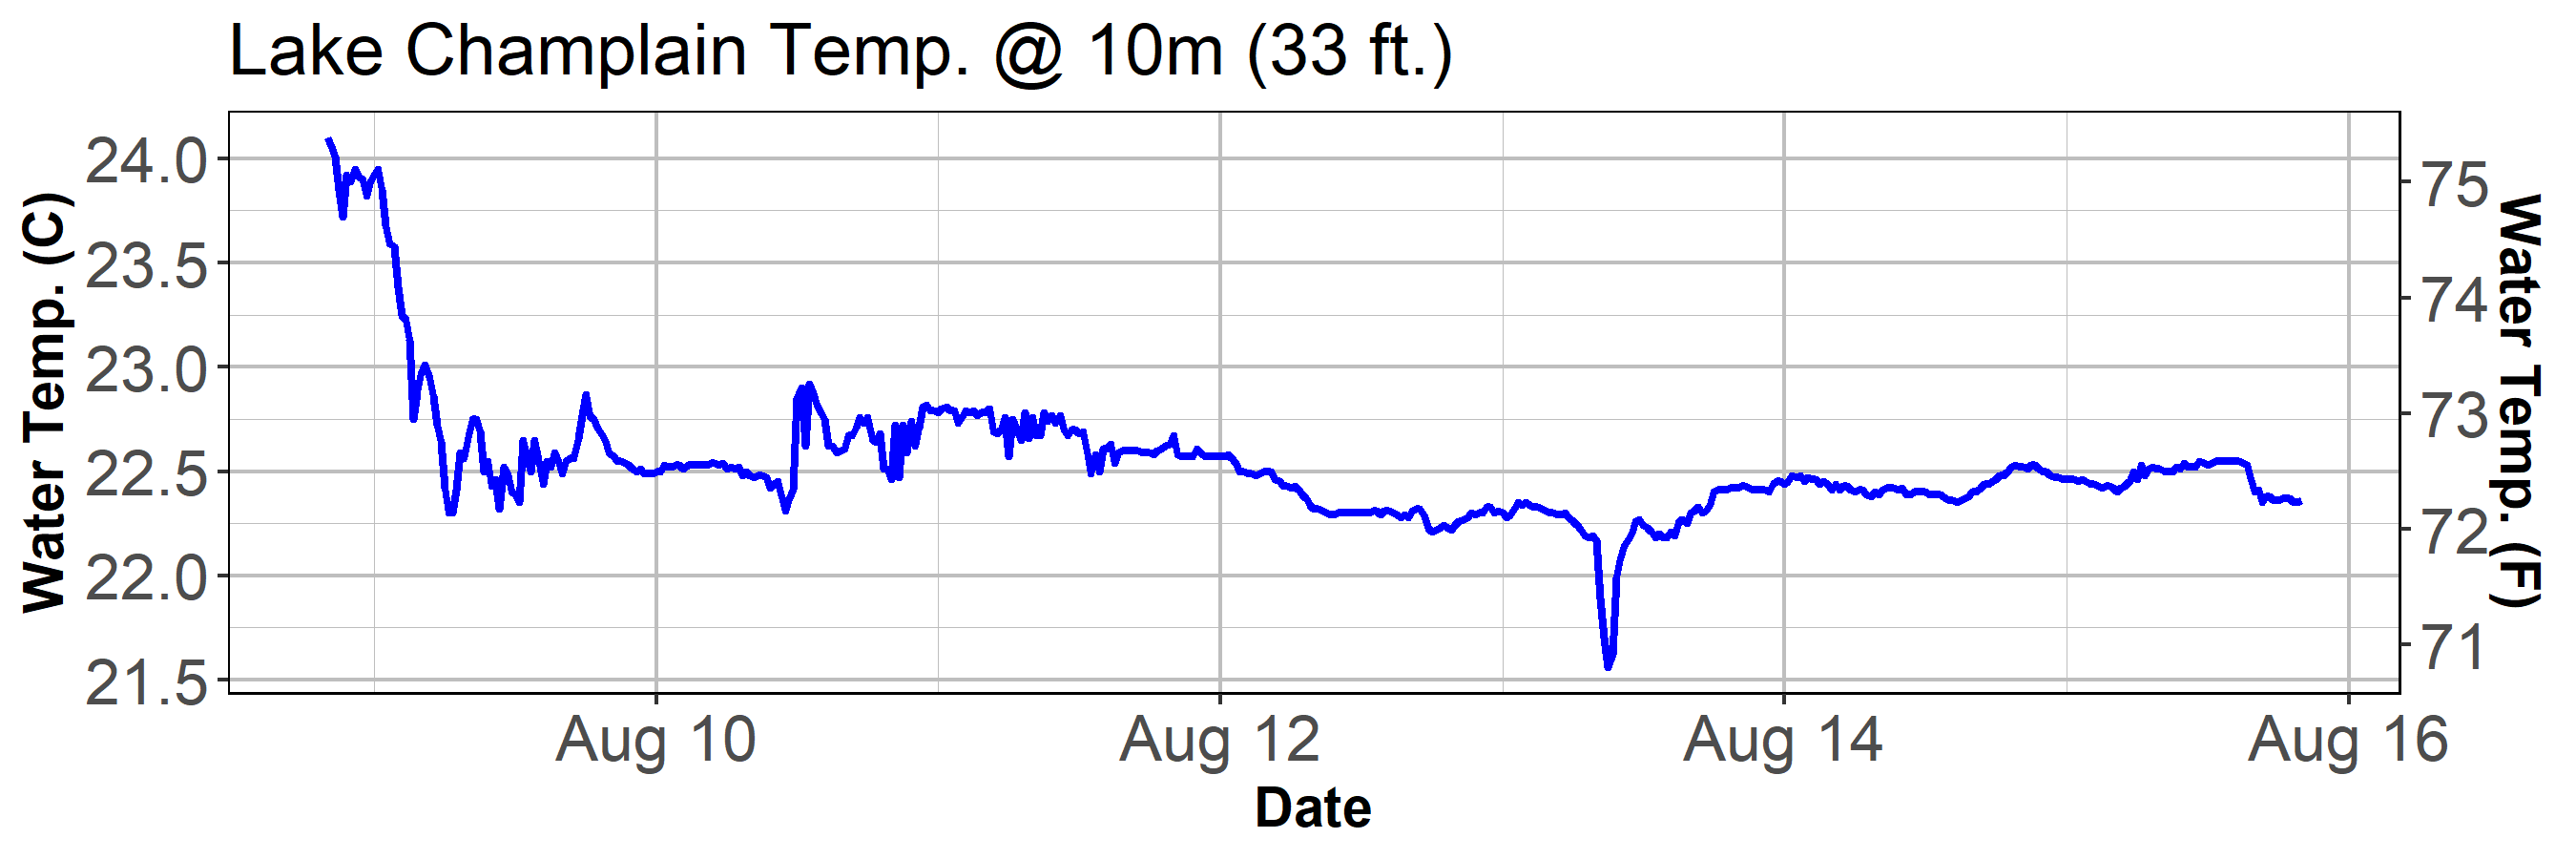 Lake Champlain Temp. @ 10m (33 ft.)
Water Temp. (C)
24.0
23.5
23.0
22.5
22.0
21.5
75
74
73
72
71
Water Temp. (F)
Aug 10
Aug 12
Aug 14
Aug 16
Date